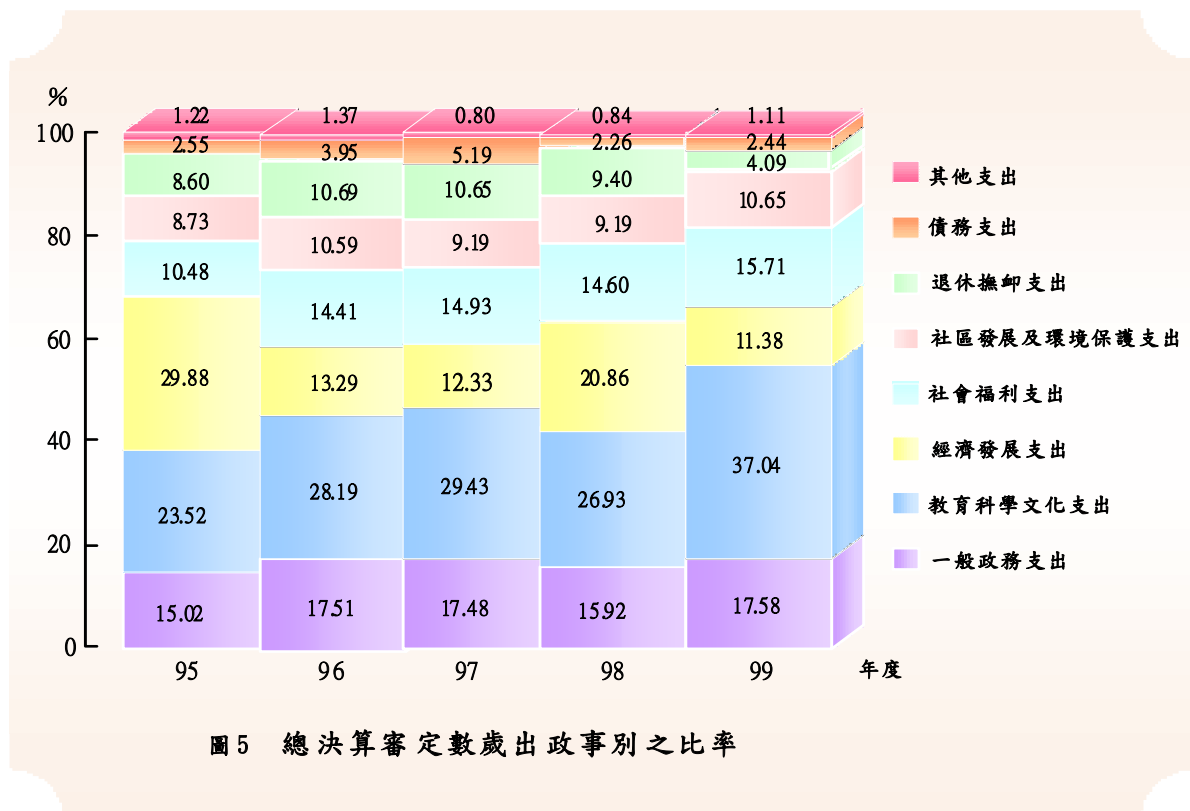 %
1.22 1.37 0.80 0.84 1.11
100
2.55 3.95 5.19 2.26 2.44
8.60 10.69 10.65 9.40 4.09
其他支出
8.73 10.59 9.19 9.19 10.65
債務支出
80
10.48 14.41 14.93 14.60 15.71
退休撫卹支出
60
29.88 13.29 12.33 20.86 11.38
社區發展及環境保護支出
社會福利支出
40
經濟發展支出
23.52 28.19 29.43 26.93 37.04
教育科學文化支出
20
一般政務支出
15.02 17.51 17.48 15.92 17.58
0
95 96 97 98 99 年度
圖5 總決算審定數歲出政事別之比率